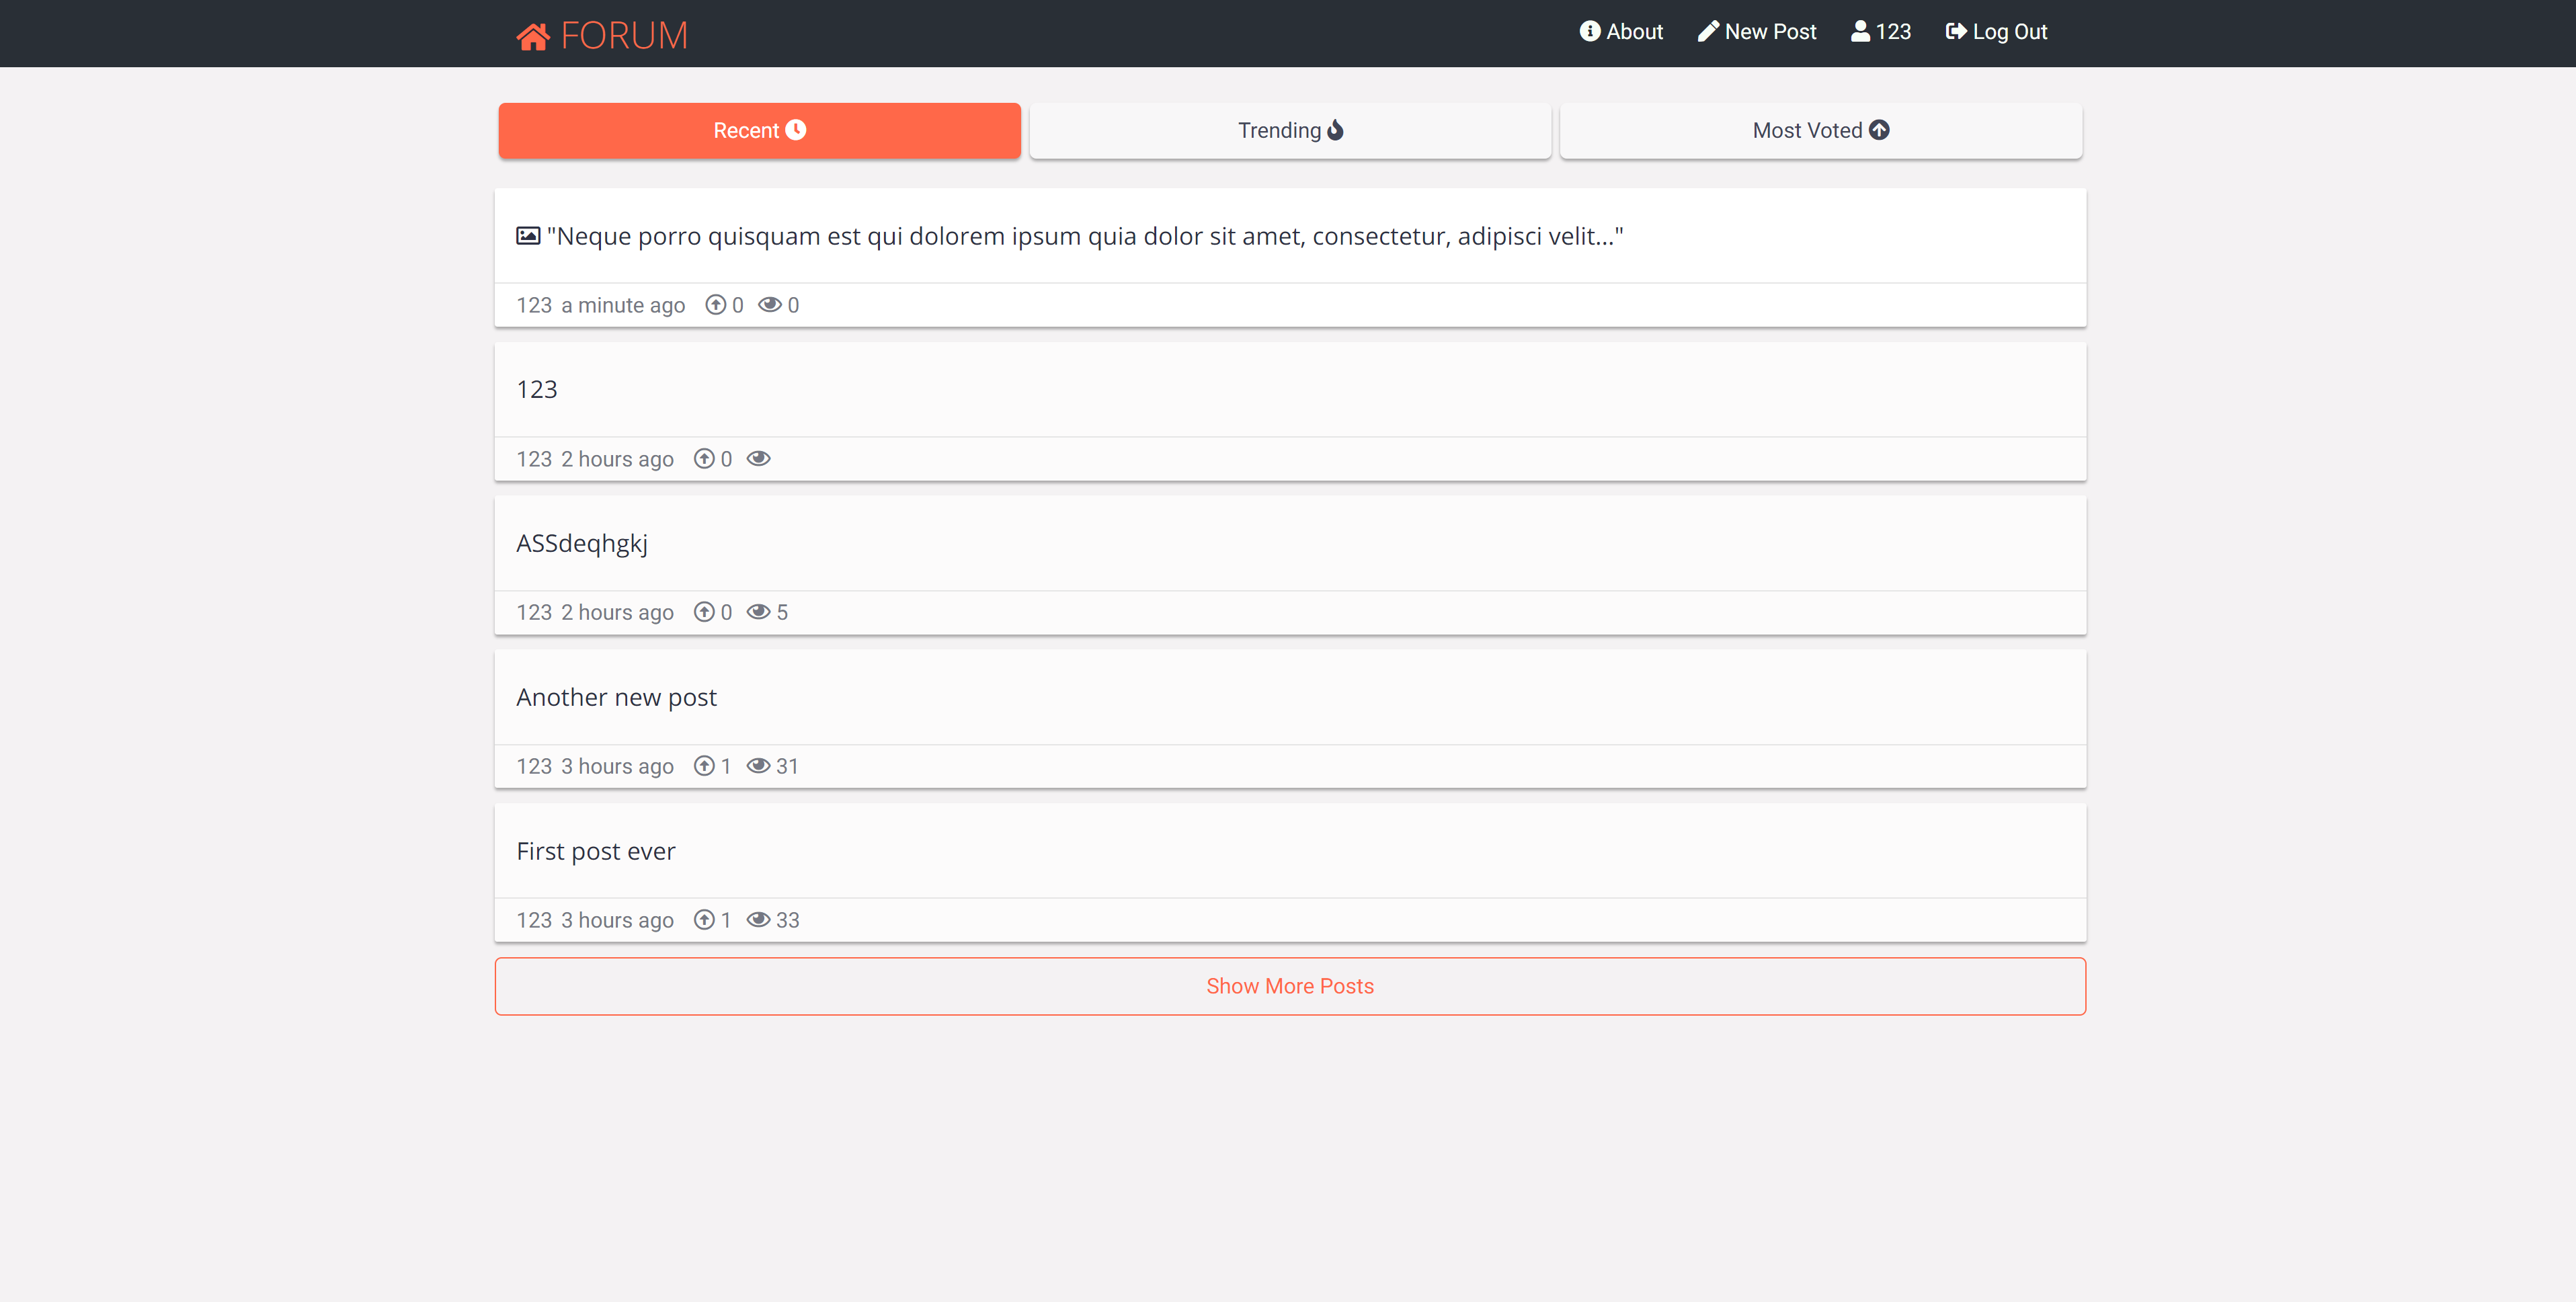 FORUM
About New Post 123 Log Out
Recent Trending Most Voted
"Neque porro quisquam est qui dolorem ipsum quia dolor sit amet, consectetur, adipisci velit..."
123 a minute ago 0 0
123
123 2 hours ago 0
ASSdeqhgkj
123 2 hours ago 0 5
Another new post
123 3 hours ago 1 31
First post ever
123 3 hours ago 1 33
Show More Posts